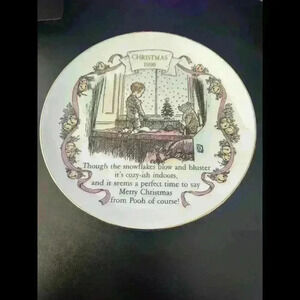 CHRISTMAS
Though the snowflakes blow and bluster
it's cozy-ish indoors,
and it seems a perfect time to say
Merry Christmas
from Pooh of course!